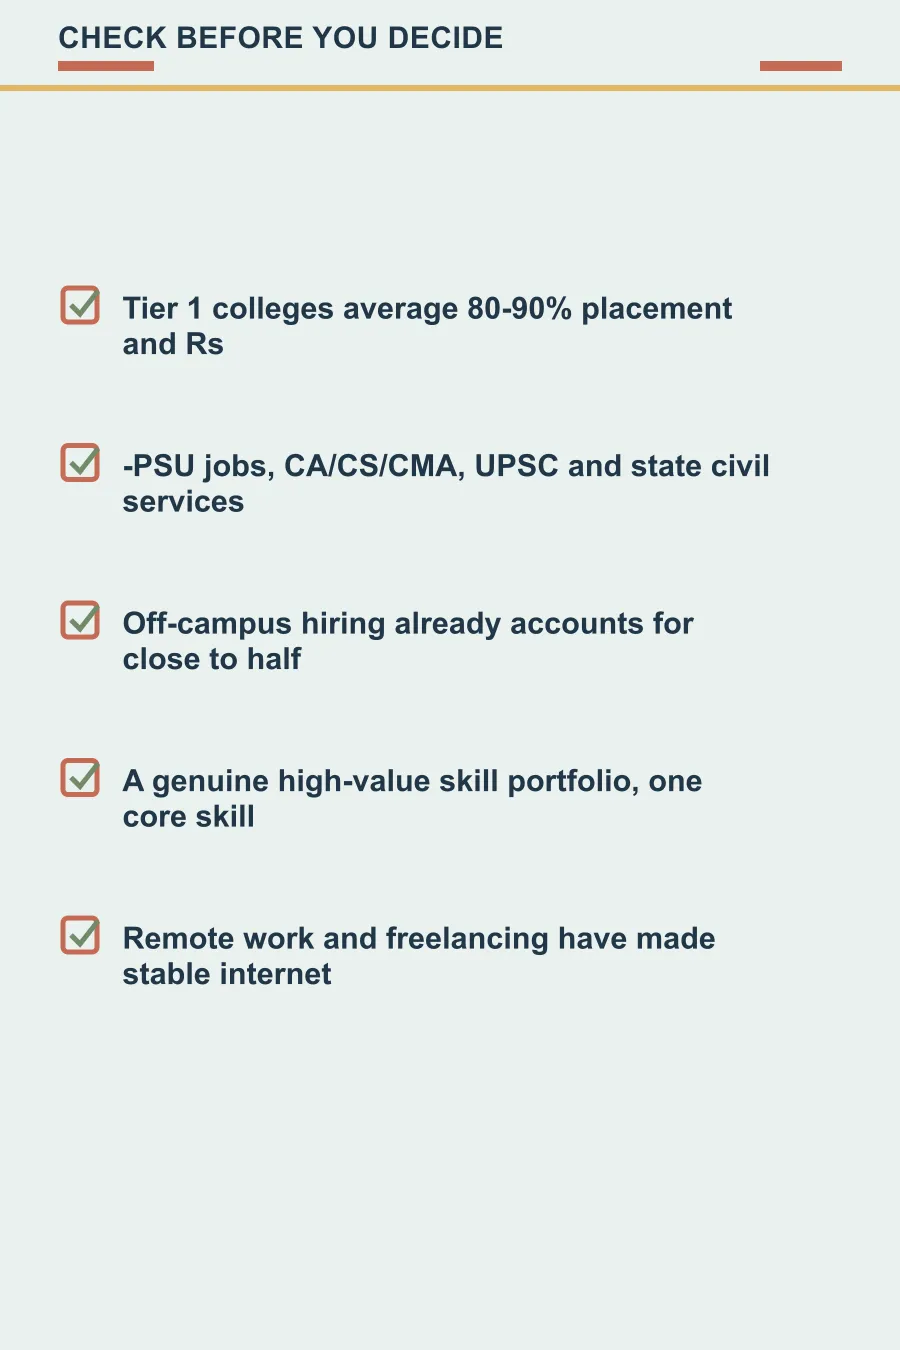 CHECK BEFORE YOU DECIDE
Tier 1 colleges average 80-90% placement
and Rs
-PSU jobs, CA/CS/CMA, UPSC and state civil
services
Off-campus hiring already accounts for
close to half
A genuine high-value skill portfolio, one
core skill
Remote work and freelancing have made
stable internet